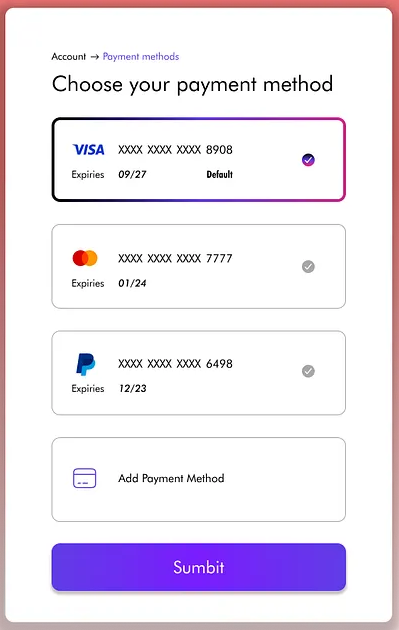 Account → Payment methods
Choose your payment method
VISA XXXX XXXX XXXX 8908
Expiries 09/27 Default
XXXX XXXX XXXX 7777
Expiries 01/24
XXXX XXXX XXXX 6498
Expiries 12/23
Add Payment Method
Sumbit